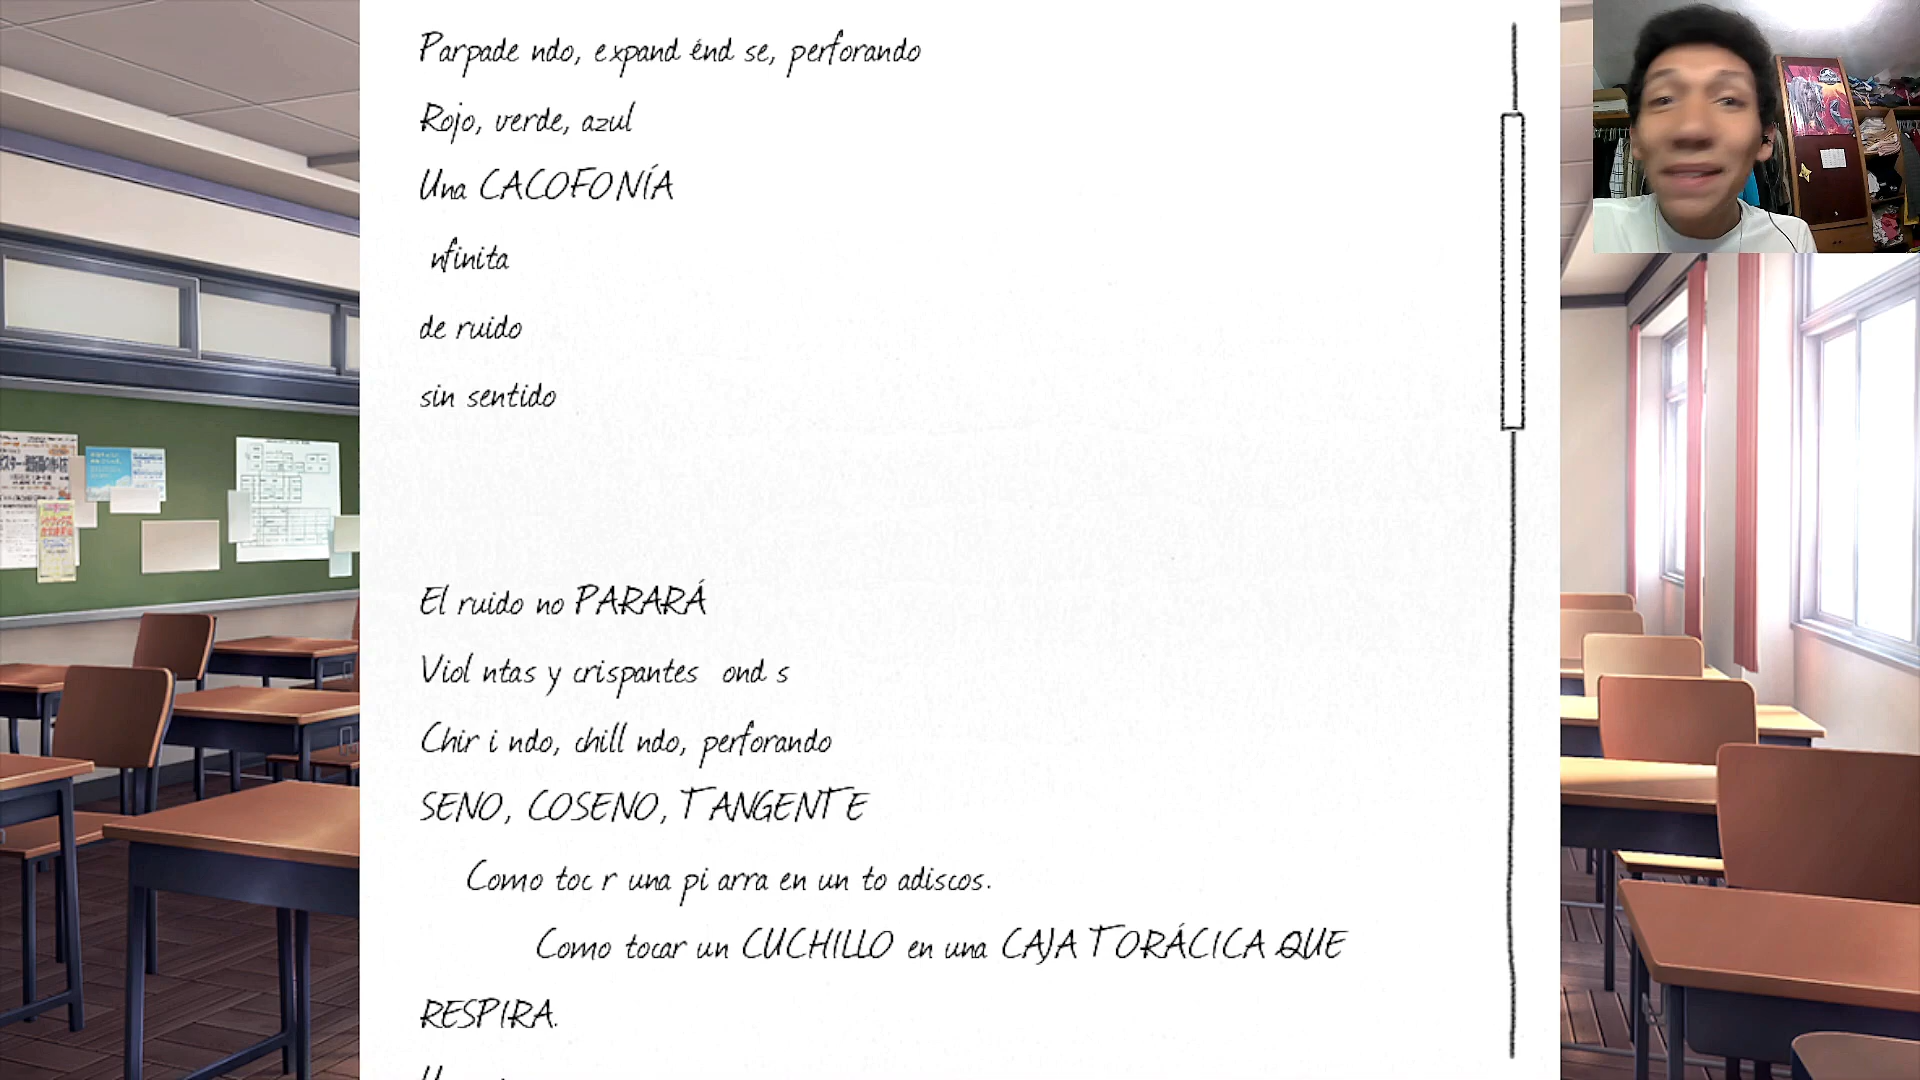 Parpade ndo, expand énd se, perforando
Rojo, verde, azul
Una CACOFONÍA
nfinita
de ruido
sin sentido
El ruido no PARARÁ
Viol ntas y crispantes ond s
Chir i ndo, chill ndo, perforando
SENO, COSENO, TANGENTE
Como toc r una pi arra en un to adiscos.
Como tocar un CUCHILLO en una CAJA TORÁCICA QUE
RESPIRA.